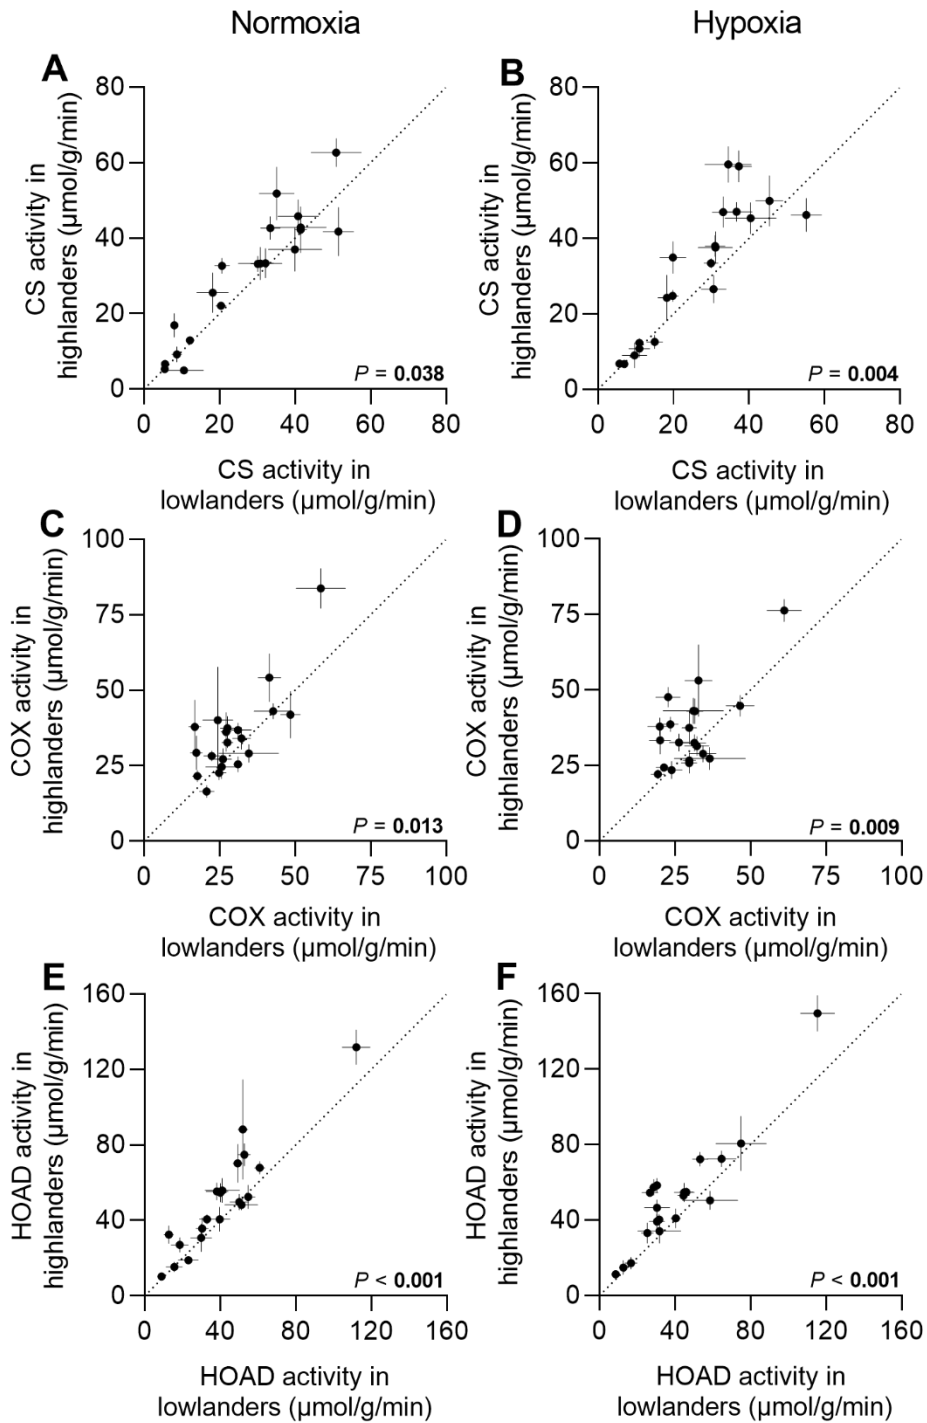 Normoxia
Hypoxia
A
CS activity in
highlanders (µmol/g/min)
80
60
40
20
0
P = 0.038
0 20 40 60 80
CS activity in
lowlanders (µmol/g/min)
B
CS activity in
highlanders (µmol/g/min)
80
60
40
20
0
P = 0.004
0 20 40 60 80
CS activity in
lowlanders (µmol/g/min)
C
COX activity in
highlanders (µmol/g/min)
100
75
50
25
0
P = 0.013
0 25 50 75 100
COX activity in
lowlanders (µmol/g/min)
D
COX activity in
highlanders (µmol/g/min)
100
75
50
25
0
P = 0.009
0 25 50 75 100
COX activity in
lowlanders (µmol/g/min)
E
HOAD activity in
highlanders (µmol/g/min)
160
120
80
40
0
P < 0.001
0 40 80 120 160
HOAD activity in
lowlanders (µmol/g/min)
F
HOAD activity in
highlanders (µmol/g/min)
160
120
80
40
0
P < 0.001
0 40 80 120 160
HOAD activity in
lowlanders (µmol/g/min)